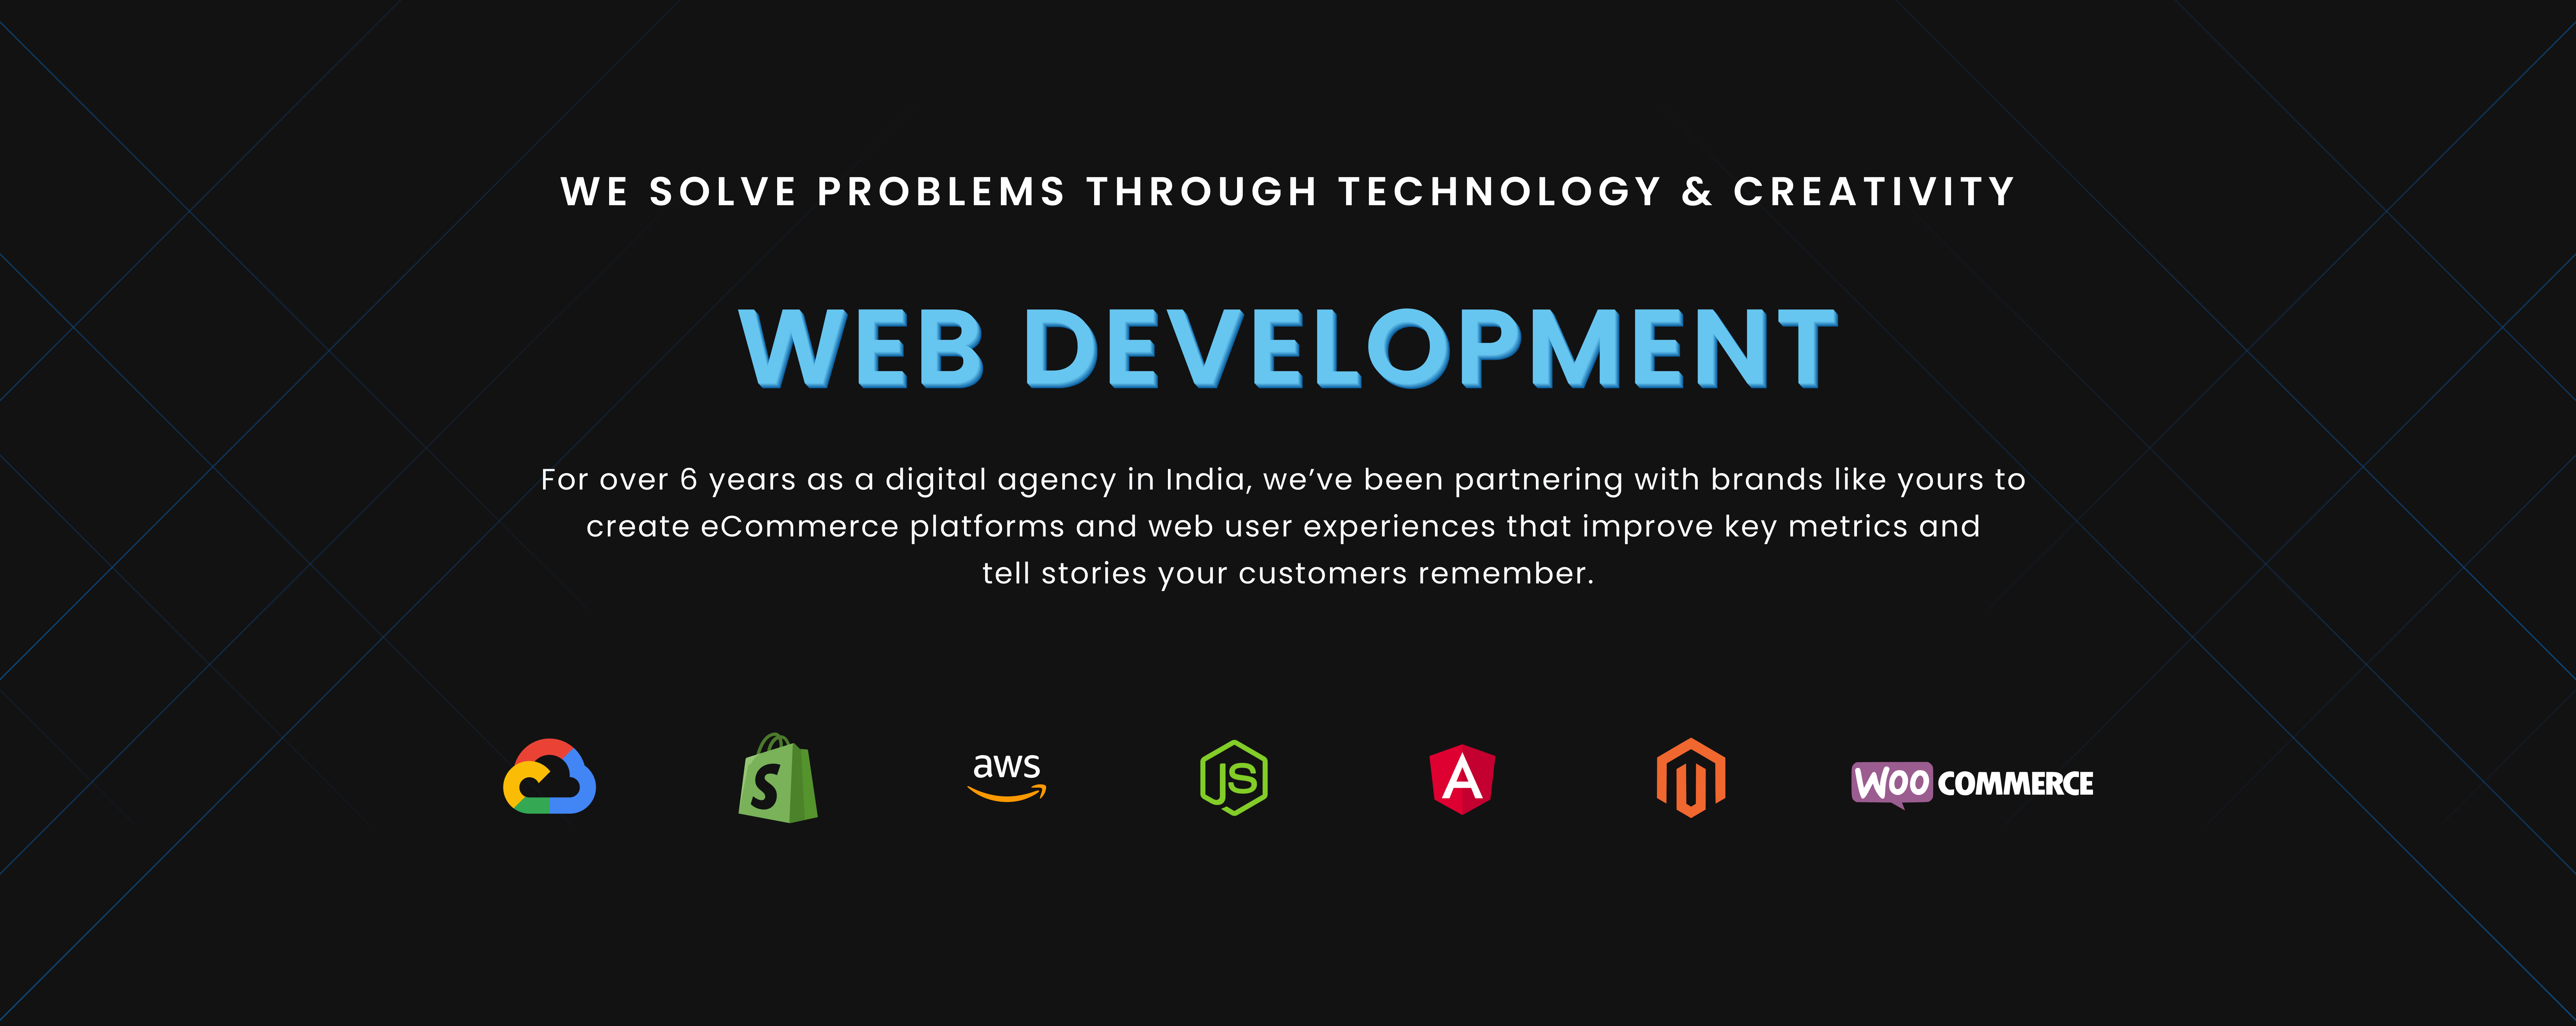 WE SOLVE PROBLEMS THROUGH TECHNOLOGY & CREATIVITY
WEB DEVELOPMENT
For over 6 years as a digital agency in India, we’ve been partnering with brands like yours to
create eCommerce platforms and web user experiences that improve key metrics and
tell stories your customers remember.
S aws JS A WOO COMMERCE